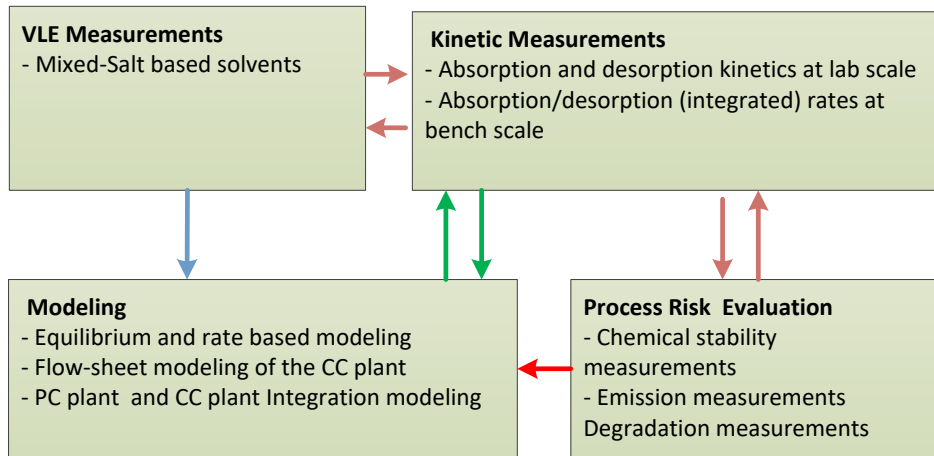 VLE Measurements
- Mixed-Salt based solvents
Kinetic Measurements
- Absorption and desorption kinetics at lab scale
- Absorption/desorption (integrated) rates at
bench scale
Modeling
- Equilibrium and rate based modeling
- Flow-sheet modeling of the CC plant
- PC plant and CC plant Integration modeling
Process Risk Evaluation
- Chemical stability
measurements
- Emission measurements
Degradation measurements